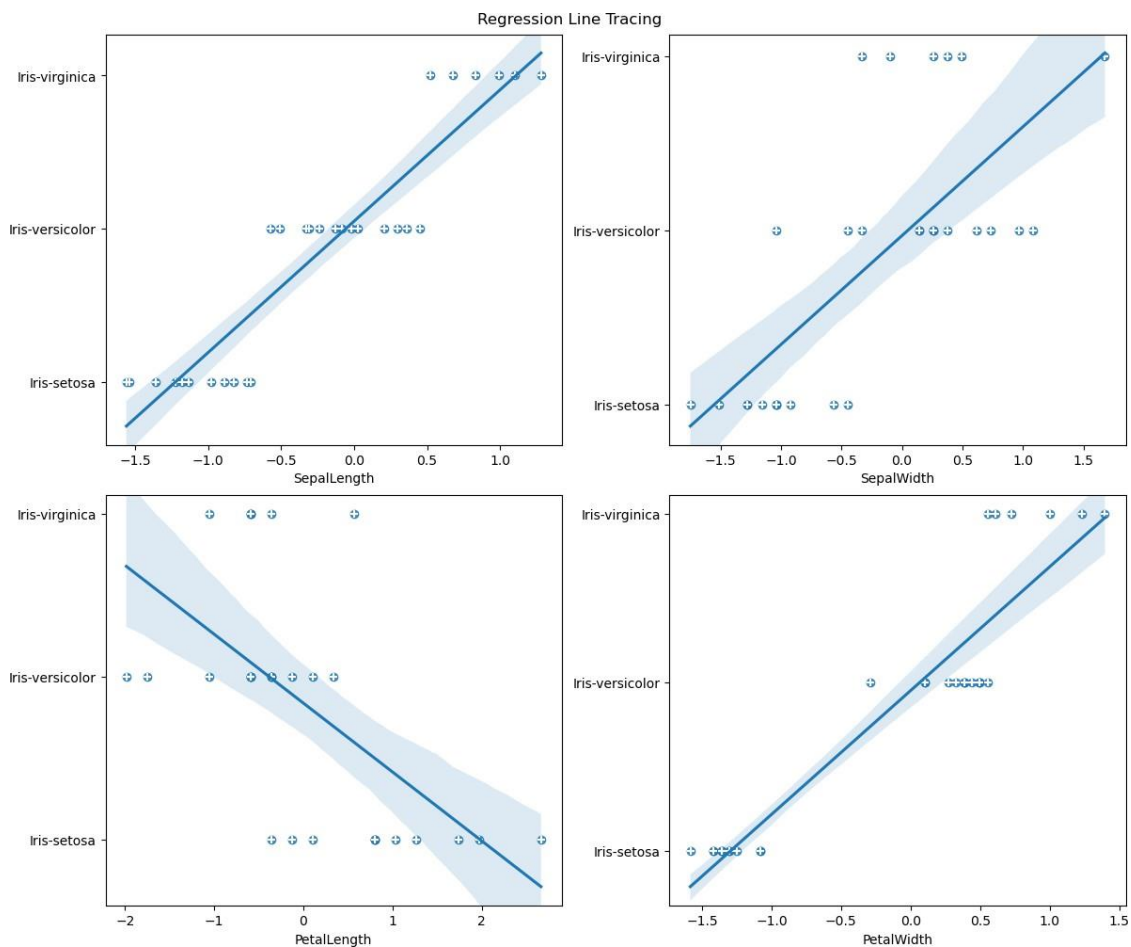 Regression Line Tracing
Iris-virginica
Iris-versicolor
Iris-setosa
−1.5 −1.0 −0.5 0.0 0.5 1.0
SepalLength
Iris-virginica
Iris-versicolor
Iris-setosa
−1.5 −1.0 −0.5 0.0 0.5 1.0 1.5
SepalWidth
Iris-virginica
Iris-versicolor
Iris-setosa
−2 −1 0 1 2
PetalLength
Iris-virginica
Iris-versicolor
Iris-setosa
−1.5 −1.0 −0.5 0.0 0.5 1.0 1.5
PetalWidth